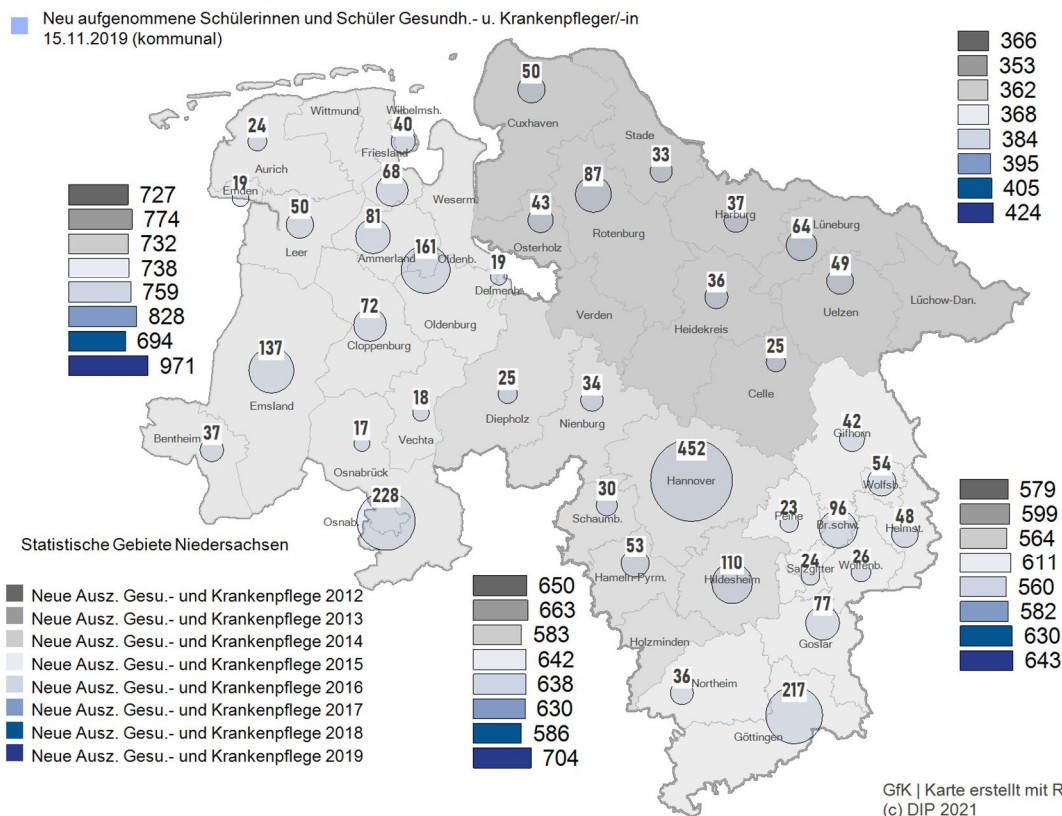 Neu aufgenommene Schülerinnen und Schüler Gesundh.- u. Krankenpfleger/-in
15.11.2019 (kommunal)
366
353
362
368
384
395
405
424
727
774
732
738
759
828
694
971
50
Cuxhaven
Wittmund
Wilhelmsh.
40
Friesland
24
Aurich
Stade
33
19
Emden
68
Weserm.
87
Rotenburg
43
Osterholz
37
Harburg
50
Leer
81
Ammerland
161
Oldenb.
64
Lüneburg
19
Delmenh.
49
Uelzen
Lüchow-Dan.
36
Heidekreis
Verden
72
Cloppenburg
Oldenburg
137
Emsland
25
Celle
18
Vechta
25
Diepholz
34
Nienburg
42
Gifhorn
Bentheim
37
17
Osnabrück
452
Hannover
54
Wolfsb.
228
Osnab.
30
Schaumb.
23
Peine
96
Br.schw.
48
Helmst.
53
Hameln-Pyrm.
110
Hildesheim
24
Salzgitter
26
Wolfenb.
77
Goslar
Holzminden
36
Northeim
217
Göttingen
579
599
564
611
560
582
630
643
Statistische Gebiete Niedersachsen
Neue Ausz. Gesu.- und Krankenpflege 2012
Neue Ausz. Gesu.- und Krankenpflege 2013
Neue Ausz. Gesu.- und Krankenpflege 2014
Neue Ausz. Gesu.- und Krankenpflege 2015
Neue Ausz. Gesu.- und Krankenpflege 2016
Neue Ausz. Gesu.- und Krankenpflege 2017
Neue Ausz. Gesu.- und Krankenpflege 2018
Neue Ausz. Gesu.- und Krankenpflege 2019
650
663
583
642
638
630
586
704
GfK | Karte erstellt mit R
(c) DIP 2021